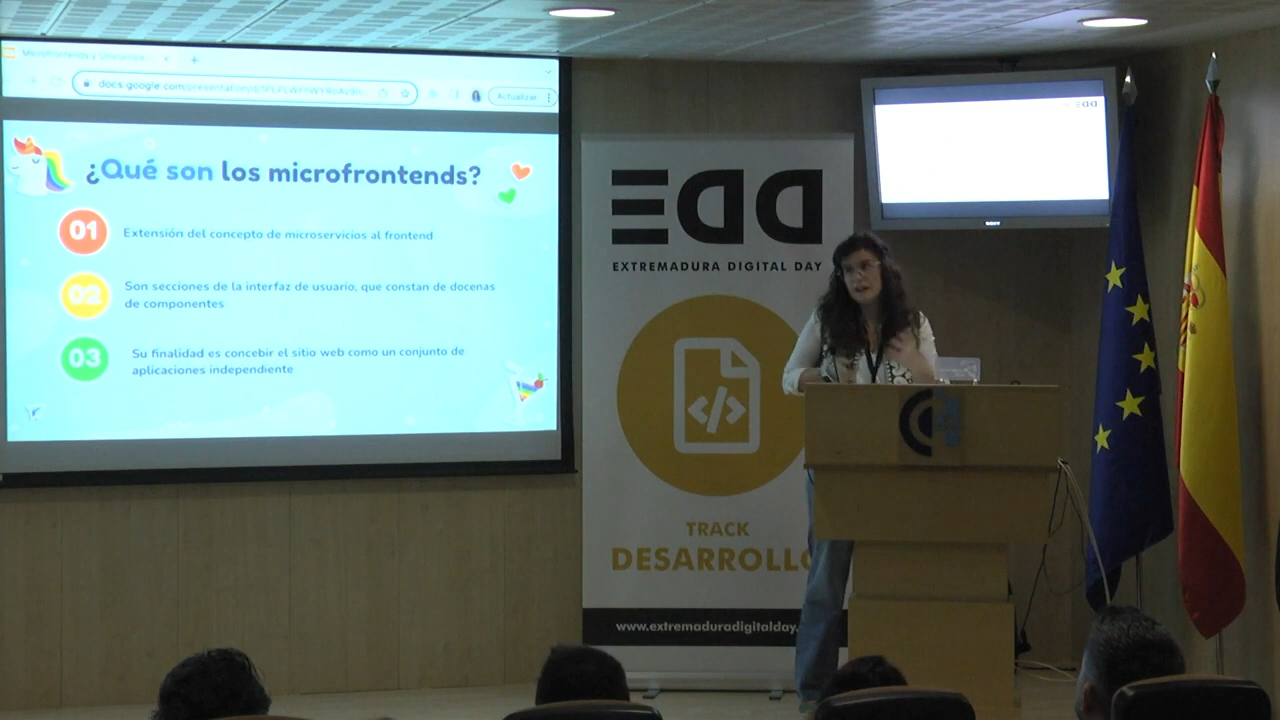 Microfrontends y Unicornios
docs.google.com/presentation/d/
Actualizar
¿Qué son los microfrontends?
01
Extensión del concepto de microservicios al frontend
02
Son secciones de la interfaz de usuario, que constan de docenas
de componentes
03
Su finalidad es concebir el sitio web como un conjunto de
aplicaciones independiente
EDD
EXTREMADURA DIGITAL DAY
</>
TRACK
DESARROLLO
www.extremaduradigitalday.
EDD